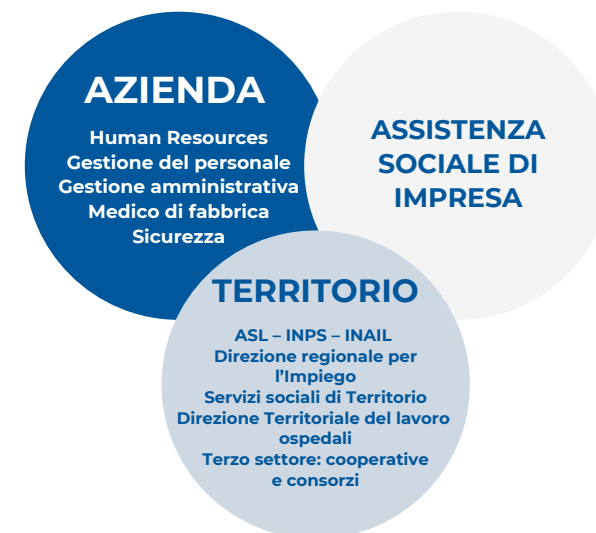 AZIENDA
Human Resources
Gestione del personale
Gestione amministrativa
Medico di fabbrica
Sicurezza
ASSISTENZA
SOCIALE DI
IMPRESA
TERRITORIO
ASL – INPS – INAIL
Direzione regionale per
l’Impiego
Servizi sociali di Territorio
Direzione Territoriale del lavoro
ospedali
Terzo settore: cooperative
e consorzi